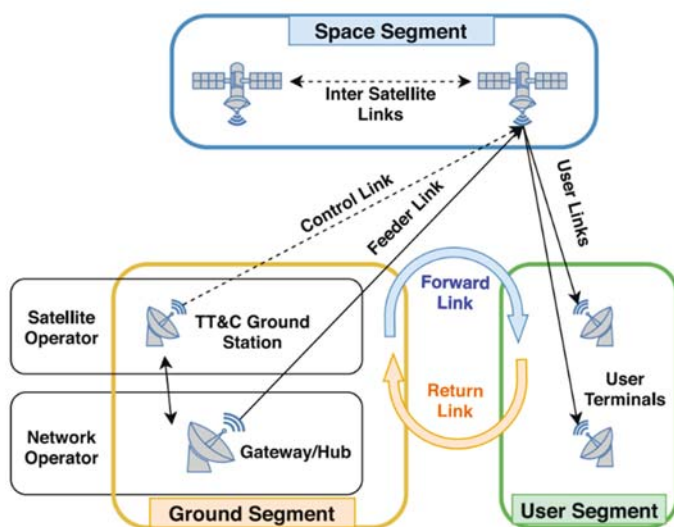 Space Segment
Inter Satellite
Links
Control Link
Feeder Link
User Links
Forward
Link
Return
Link
Satellite
Operator
TT&C Ground
Station
Network
Operator
Gateway/Hub
User
Terminals
Ground Segment
User Segment